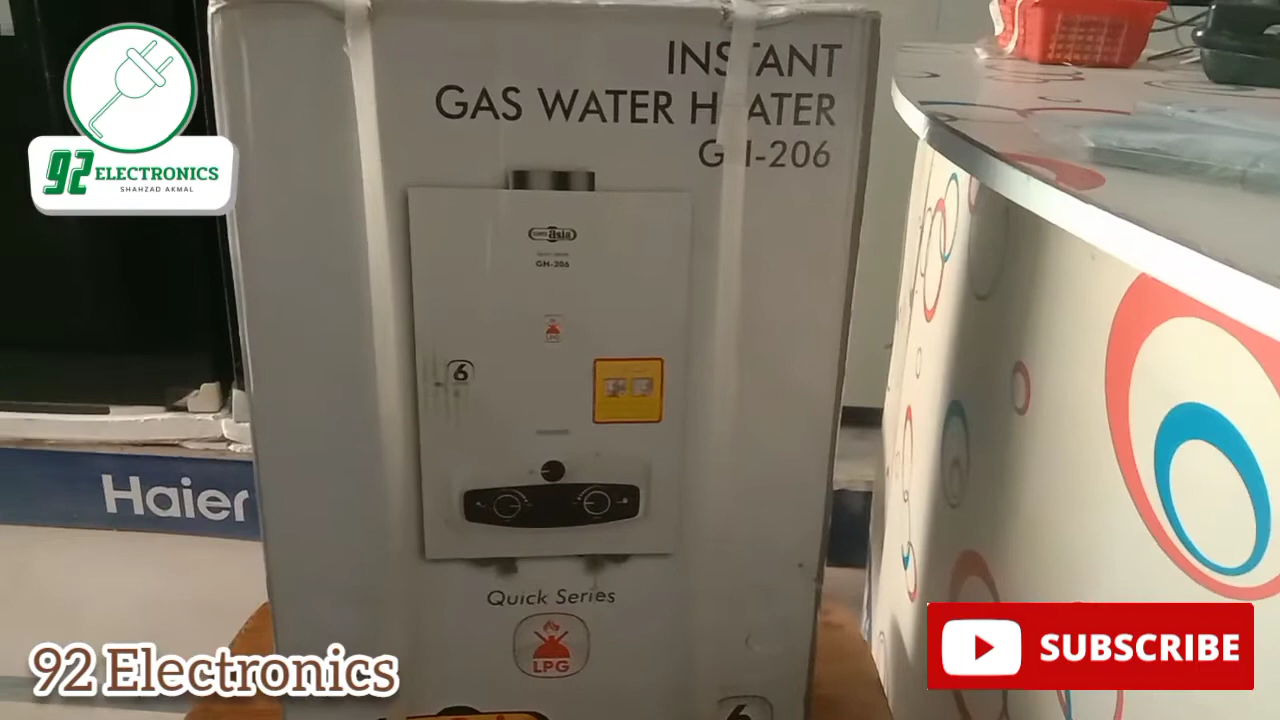 92 ELECTRONICS
SHAHZAD AKMAL
INSTANT
GAS WATER HEATER
GH-206
asia
GH-206
LPG
6
Haier
Quick Series
LPG
6
92 Electronics
SUBSCRIBE